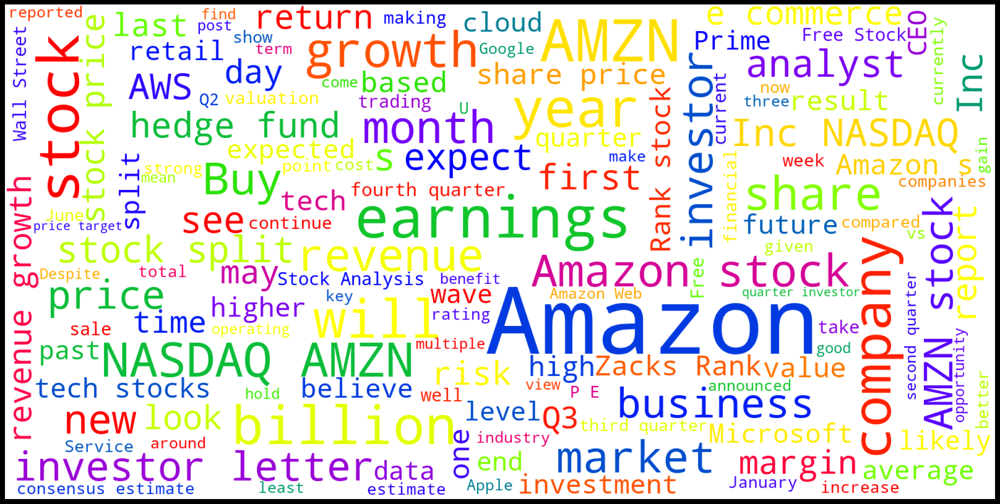 reported
find
return
making
e commerce
CEO
last
post
cloud
AMZN
Wall Street
stock
stock price
retail
show
term
growth
Google
Prime
Free Stock
currently
day
share price
analyst
Inc
AWS
come
based
Q2
valuation
trading
U
year
Rank stock
investor
current
now
three
result
hedge fund
month
quarter
Inc NASDAQ
expected
s
expect
make
week
Amazon s
gain
split
strong
mean
Buy
point
cost
first
financial
companies
revenue growth
tech
fourth quarter
share
June
price target
see
continue
earnings
future
compared
vs
AMZN stock
report
stock split
revenue
given
company
Despite
total
may
Stock Analysis
benefit
Amazon stock
Free
price
key
wave
Amazon Web
quarter investor
second quarter
higher
will
rating
Amazon
time
sale
operating
take
opportunity
past
NASDAQ AMZN
multiple
good
risk
high
Zacks Rank
value
tech stocks
hold
believe
well
view
P E
announced
better
new
look
billion
level
Q3
business
third quarter
Microsoft
likely
Service
around
one
industry
investor letter
data
end
market
margin
average
consensus estimate
least
estimate
Apple
investment
January
increase